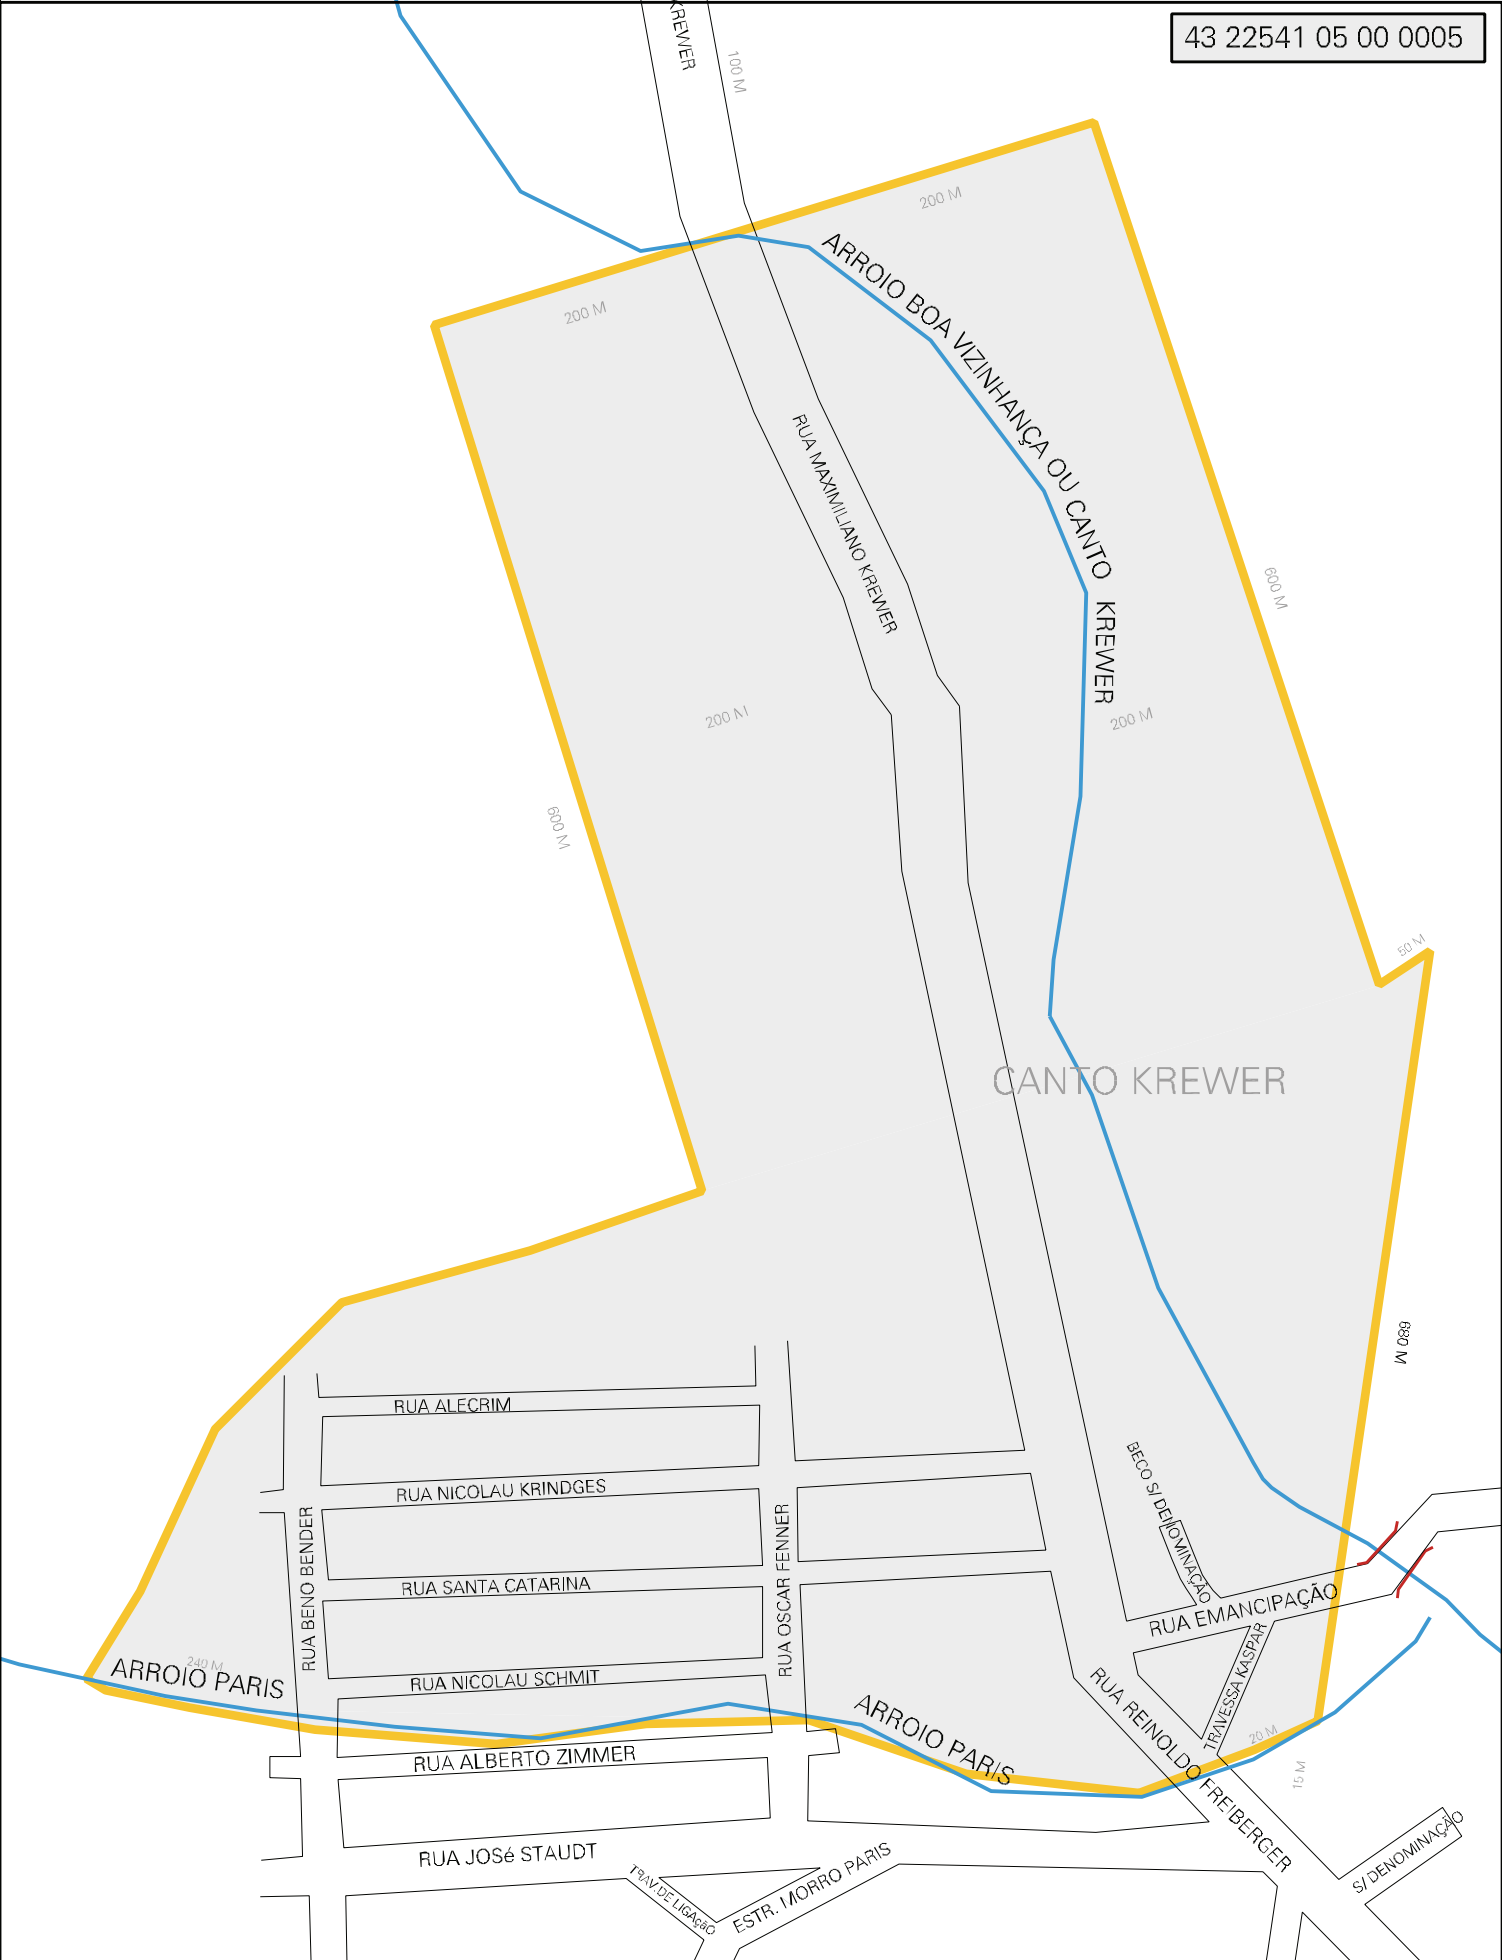 KREWER
100 M
43 22541 05 00 0005
200 M
200 M
ARROIO BOA VIZINHANÇA OU CANTO KREWER
RUA MAXIMILIANO KREWER
600 M
200 M
200 M
600 M
50 M
CANTO KREWER
680 M
RUA ALECRIM
RUA NICOLAU KRINDGES
BECO S/ DENOMINAÇÃO
RUA BENO BENDER
RUA OSCAR FENNER
RUA SANTA CATARINA
RUA EMANCIPAÇÃO
TRAVESSA KASPAR
240 M
ARROIO PARIS
RUA NICOLAU SCHMIT
ARROIO PARIS
RUA REINOLDO FREIBERGER
20 M
15 M
RUA ALBERTO ZIMMER
RUA JOSé STAUDT
TRAV.DE LIGAçãO
ESTR. MORRO PARIS
S/ DENOMINAÇÃO